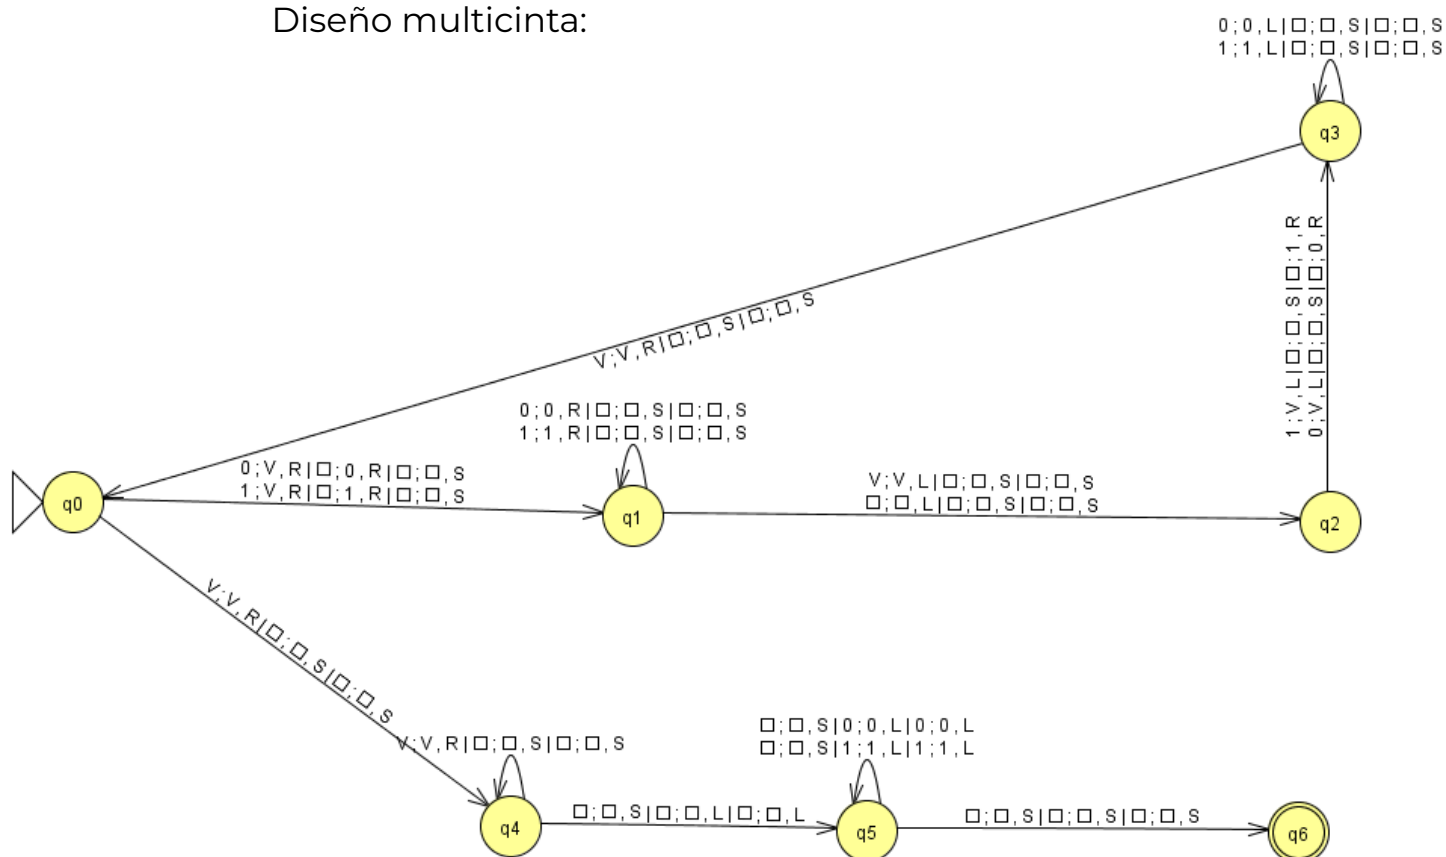 Diseño multicinta:
0;0,L|□;□,S|□;□,S
1;1,L|□;□,S|□;□,S
q3
1;V,L|□;□,S|□;1,R
0;V,L|□;□,S|□;0,R
V;V,R|□;□,S|□;□,S
0;0,R|□;□,S|□;□,S
1;1,R|□;□,S|□;□,S
0;V,R|□;0,R|□;□,S
1;V,R|□;1,R|□;□,S
V;V,L|□;□,S|□;□,S
□;□,L|□;□,S|□;□,S
q0
q1
q2
V;V,R|□;□,S|□;□,S
V;V,R|□;□,S|□;□,S
□;□,S|0;0,L|0;0,L
□;□,S|1;1,L|1;1,L
□;□,S|□;□,L|□;□,L
□;□,S|□;□,S|□;□,S
q4
q5
q6